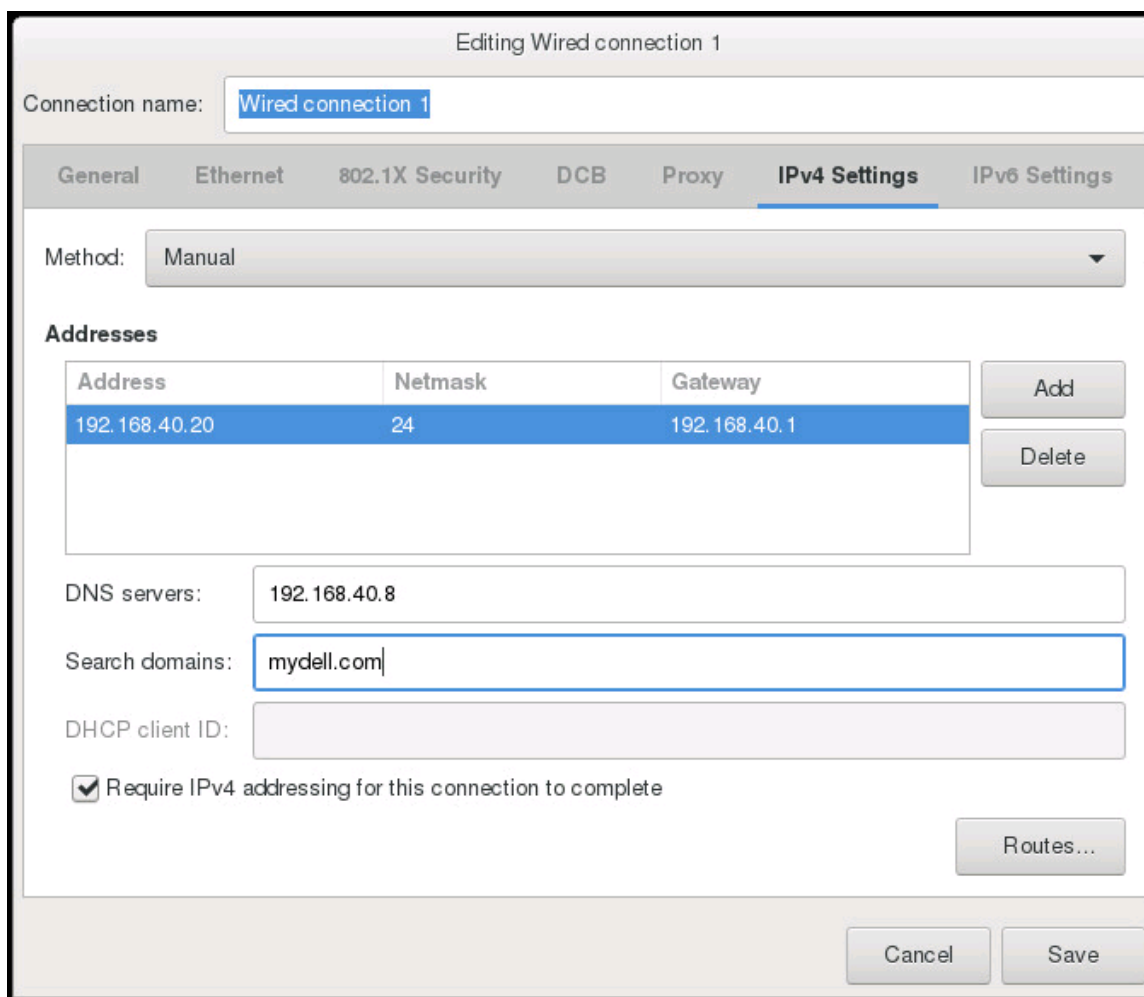 Editing Wired connection 1
Connection name: Wired connection 1
General Ethernet 802.1X Security DCB Proxy IPv4 Settings IPv6 Settings
Method: Manual
Addresses
Address Netmask Gateway
192.168.40.20 24 192.168.40.1
Add
Delete
DNS servers: 192.168.40.8
Search domains: mydell.com
DHCP client ID:
Require IPv4 addressing for this connection to complete
Routes...
Cancel Save